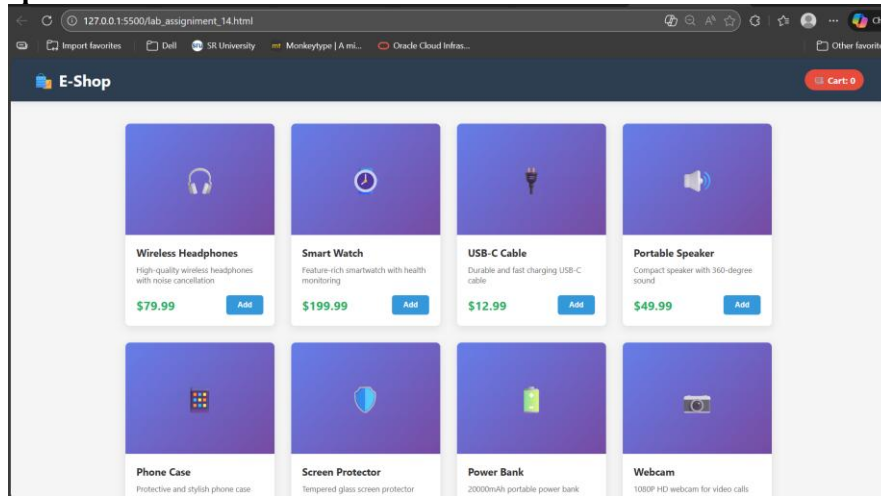 127.0.0.1:5500/lab_assigniment_14.html
Import favorites
Dell
SR University
Monkeytype | A mi...
Oracle Cloud Infras...
Other favorite
E-Shop
Cart: 0
Wireless Headphones
High-quality wireless headphones
with noise cancellation
$79.99
Add
Smart Watch
Feature-rich smartwatch with health
monitoring
$199.99
Add
USB-C Cable
Durable and fast charging USB-C
cable
$12.99
Add
Portable Speaker
Compact speaker with 360-degree
sound
$49.99
Add
Phone Case
Protective and stylish phone case
Screen Protector
Tempered glass screen protector
Power Bank
20000mAh portable power bank
Webcam
1080P HD webcam for video calls